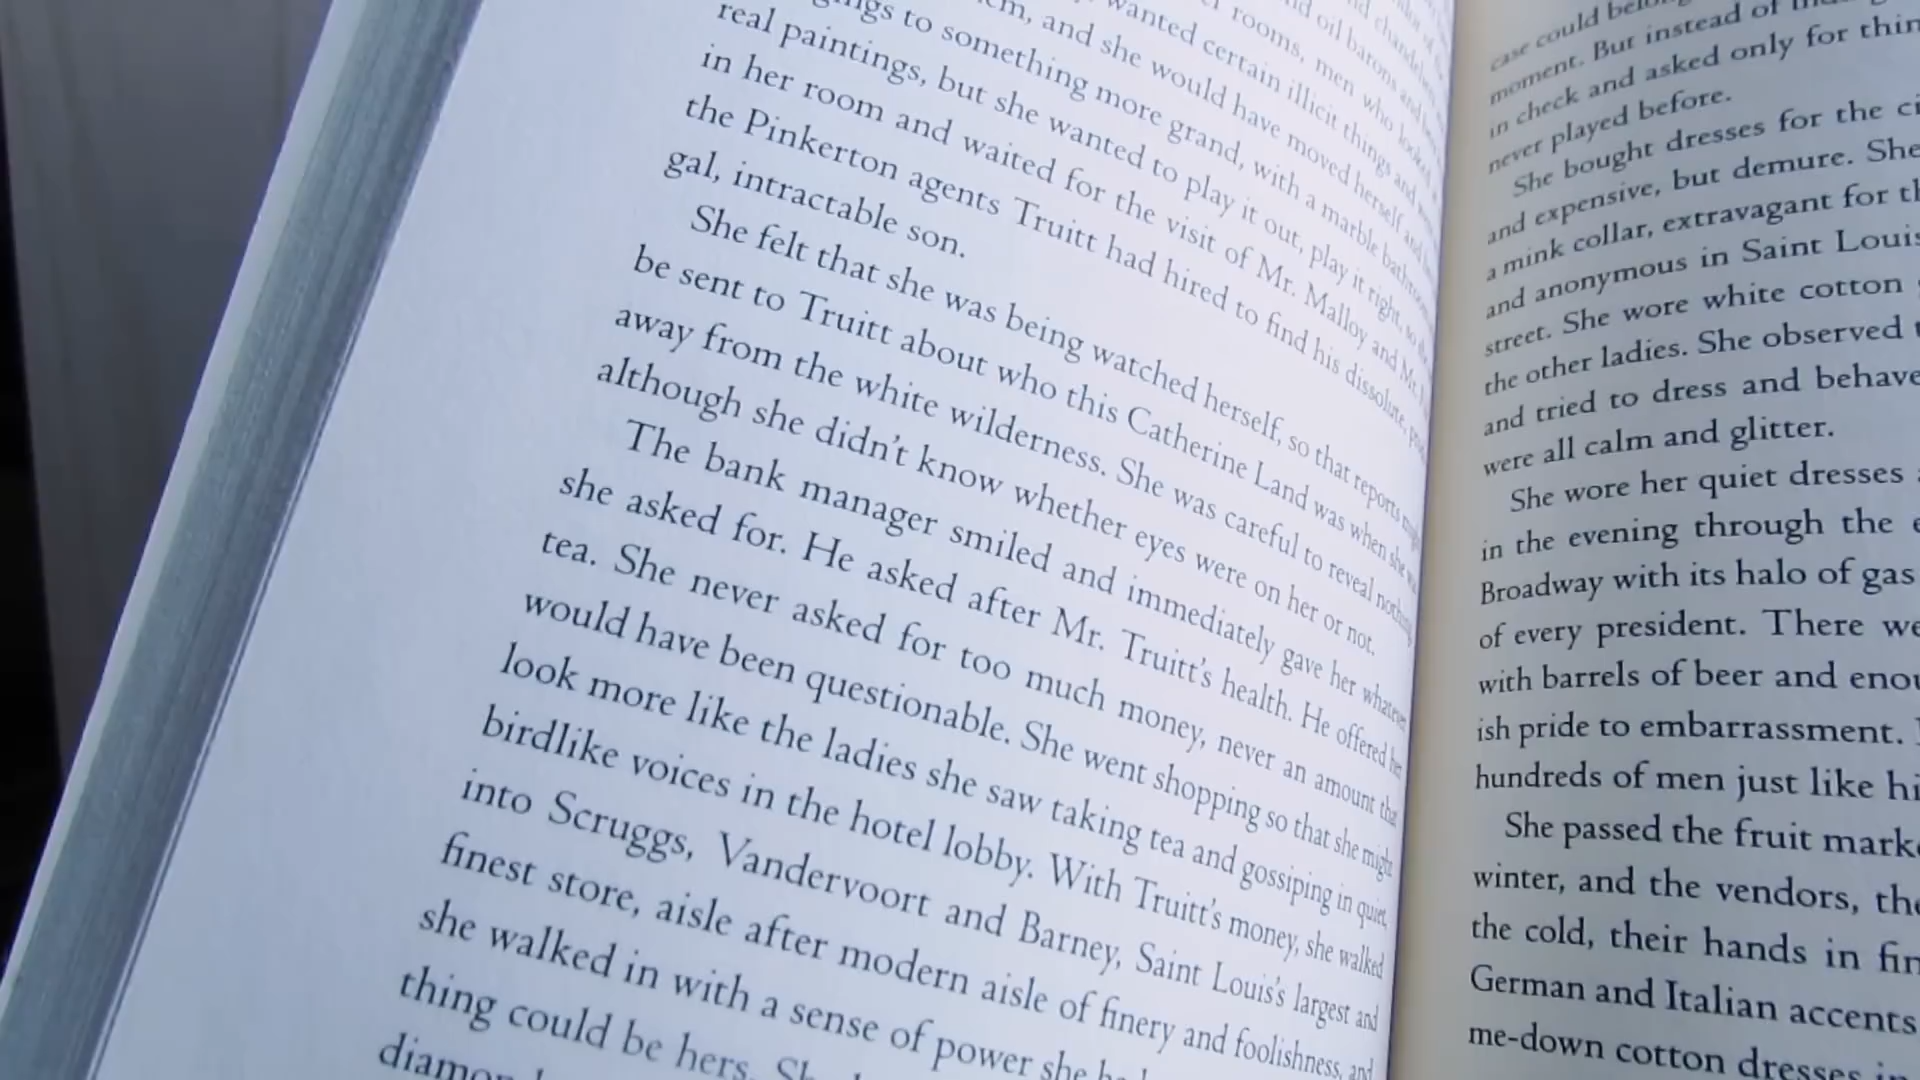 real paintings, but she wanted to play it out, play it right, so
in her room and waited for the visit of Mr. Malloy and Mr.
the Pinkerton agents Truitt had hired to find his dissolute,
gal, intractable son.
She felt that she was being watched herself, so that reports
be sent to Truitt about who this Catherine Land was when she
away from the white wilderness. She was careful to reveal nothing
although she didn't know whether eyes were on her or not.
The bank manager smiled and immediately gave her whatever
she asked for. He asked after Mr. Truitt's health. He offered her
tea. She never asked for too much money, never an amount that
would have been questionable. She went shopping so that she might
look more like the ladies she saw taking tea and gossiping in quiet,
birdlike voices in the hotel lobby. With Truitt's money, she walked
into Scruggs, Vandervoort and Barney, Saint Louis's largest and
finest store, aisle after modern aisle of finery and foolishness, and
she walked in with a sense of power she
thing could be hers.
case could
moment. But instead of
in check and asked only for
never played before.
She bought dresses for the
and expensive, but demure. She
a mink collar, extravagant for
and anonymous in Saint Louis
street. She wore white cotton
the other ladies. She observed
and tried to dress and behave
were all calm and glitter.
She wore her quiet dresses
in the evening through the
Broadway with its halo of gas
of every president. There
with barrels of beer and
ish pride to embarrassment.
hundreds of men just like
She passed the fruit
winter, and the vendors,
the cold, their hands in
German and Italian accents
me-down cotton dresses